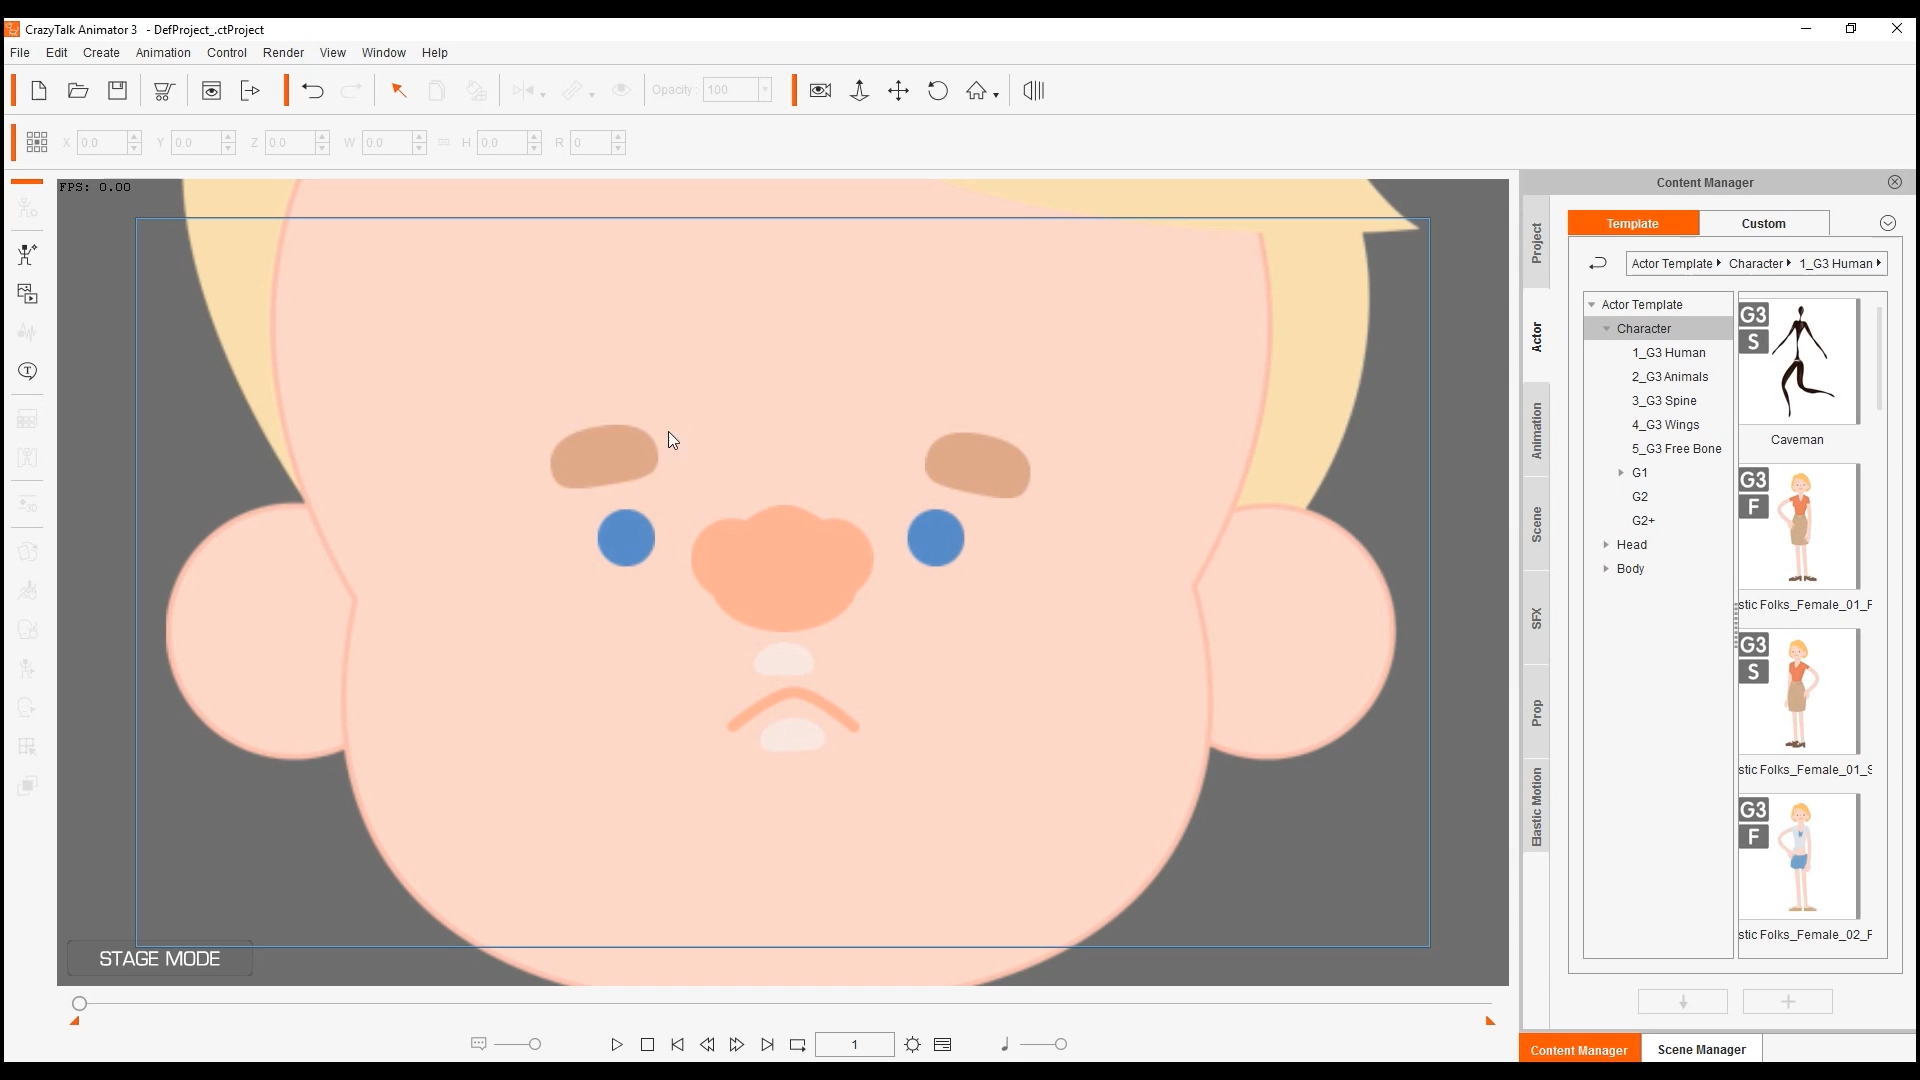 CrazyTalk Animator 3 - DefProject_.ctProject
File Edit Create Animation Control Render View Window Help
Opacity : 100
X 0.0 Y 0.0 Z 0.0 W 0.0 H 0.0 R 0
FPS: 0.00
STAGE MODE
1
Content Manager
Template Custom
Actor Template Character 1_G3 Human
Project
Actor
Animation
Scene
SFX
Prop
Elastic Motion
Actor Template
Character
1_G3 Human
2_G3 Animals
3_G3 Spine
4_G3 Wings
5_G3 Free Bone
G1
G2
G2+
Head
Body
G3
S
Caveman
G3
F
stic Folks_Female_01_F
G3
S
stic Folks_Female_01_S
G3
F
stic Folks_Female_02_F
Content Manager Scene Manager